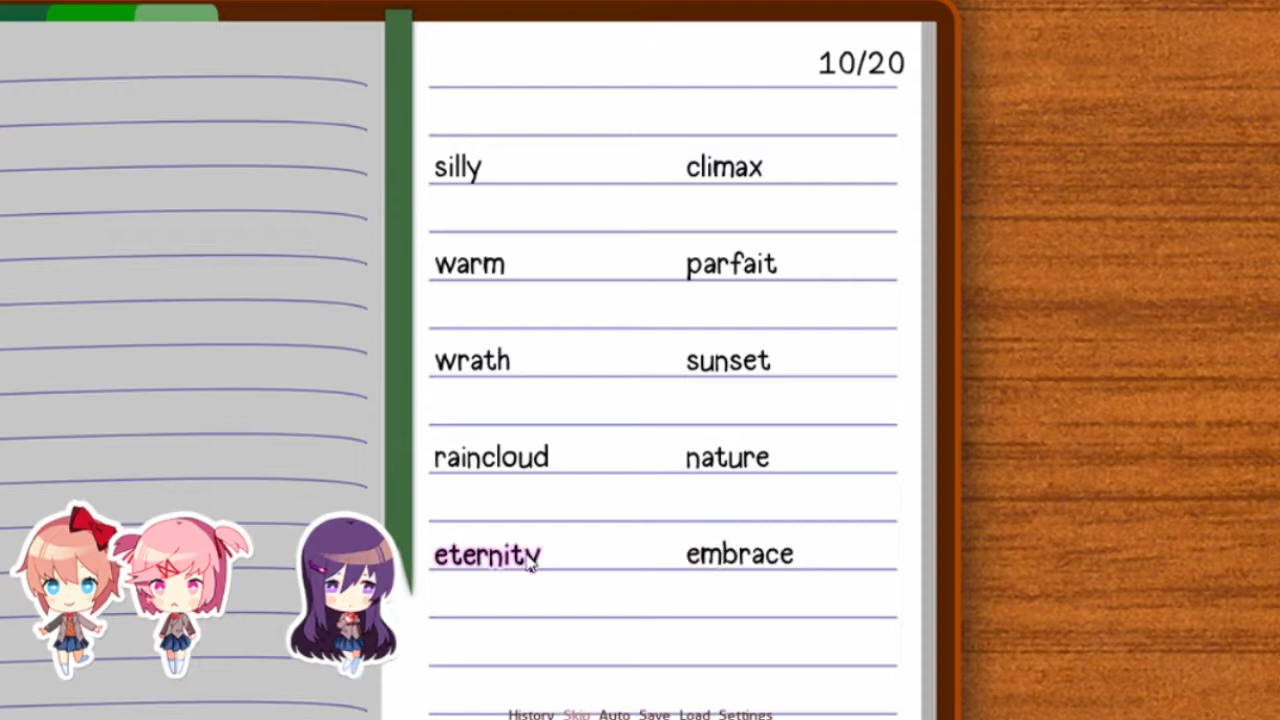 10/20
silly climax
warm parfait
wrath sunset
raincloud nature
eternity embrace
History Skip Auto Save Load Settings